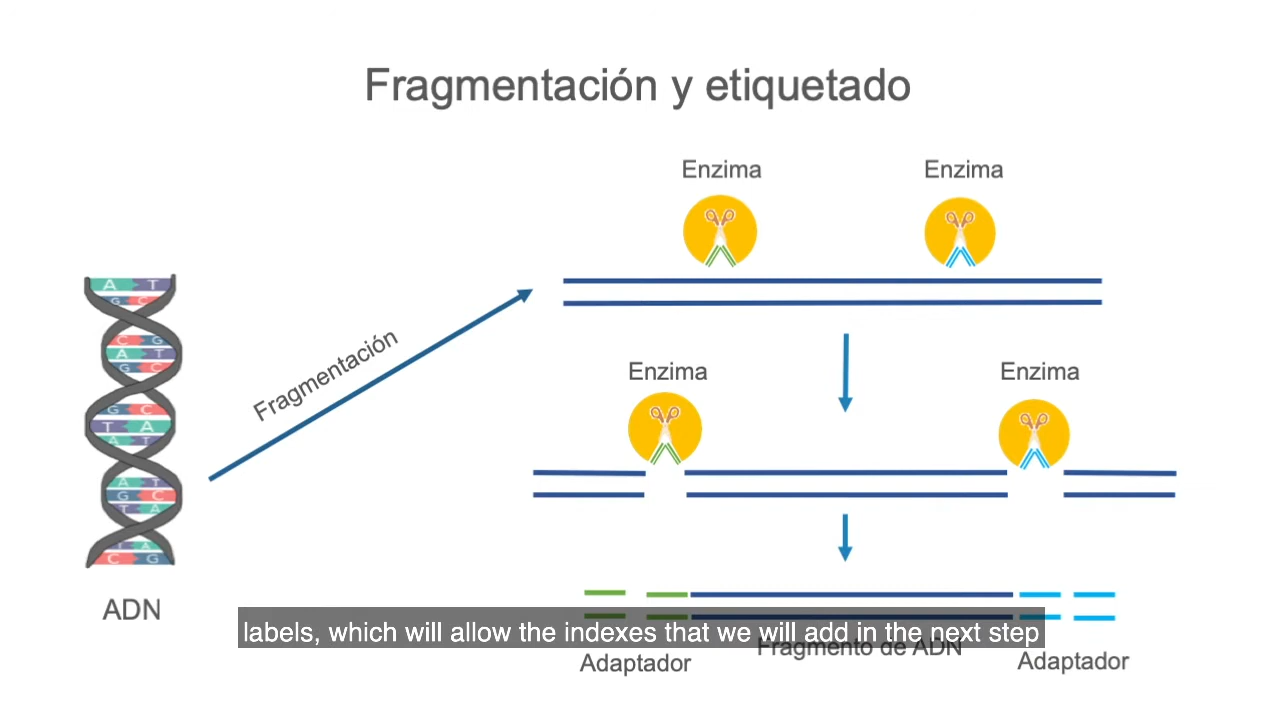 Fragmentación y etiquetado
Enzima
Enzima
A T
G C
C G
A T
G C
Fragmentación
Enzima
Enzima
G C
T A
A T
A T
G C
T A
T A
C G
ADN
labels, which will allow the indexes that we will add in the next step
Fragmento de ADN
Adaptador
Adaptador